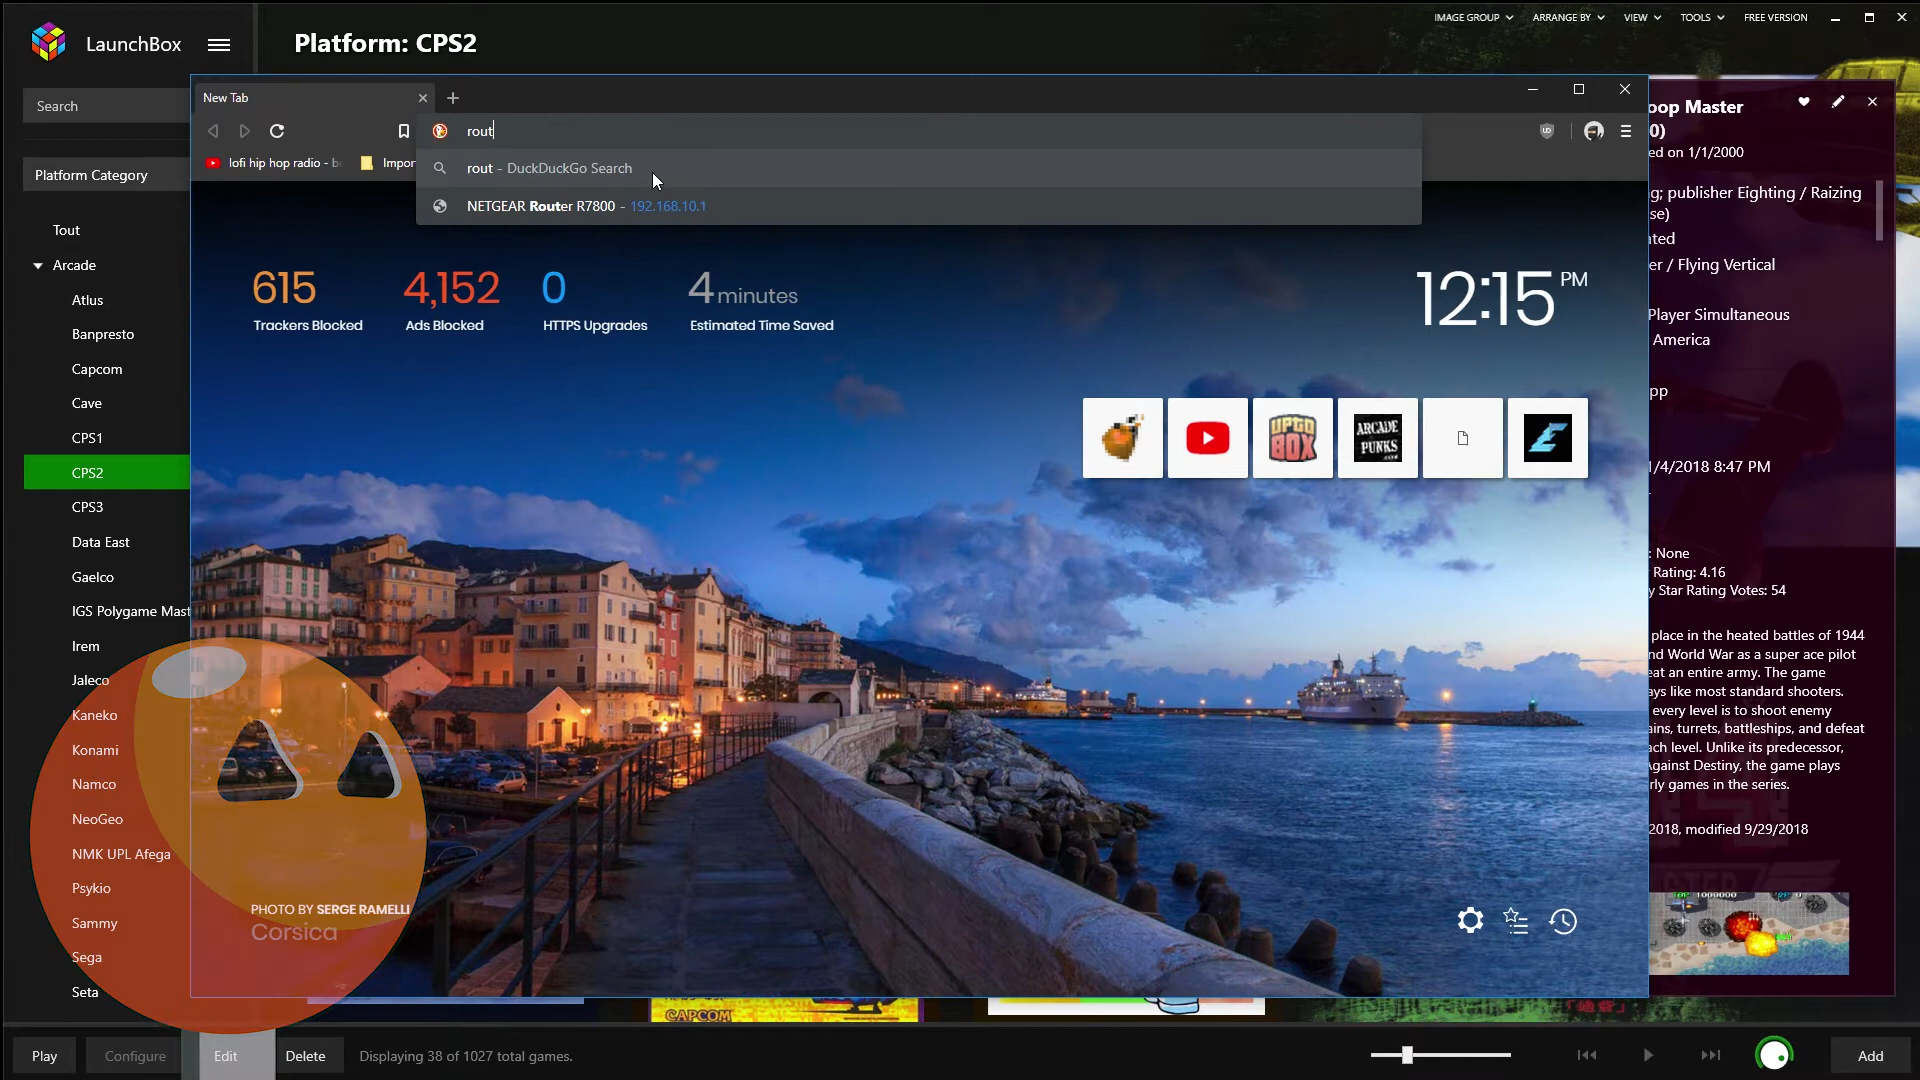 IMAGE GROUP
ARRANGE BY
VIEW
TOOLS
FREE VERSION
LaunchBox
Platform: CPS2
Search
Platform Category
Tout
Arcade
Atlus
Banpresto
Capcom
Cave
CPS1
CPS2
CPS3
Data East
Gaelco
IGS Polygame Mast
Irem
Jaleco
Kaneko
Konami
Namco
NeoGeo
NMK UPL Afega
Psykio
Sammy
Sega
Seta
New Tab
rout
lofi hip hop radio - b
Impor
rout - DuckDuckGo Search
NETGEAR Router R7800 - 192.168.10.1
615
Trackers Blocked
4,152
Ads Blocked
0
HTTPS Upgrades
4 minutes
Estimated Time Saved
12:15 PM
UPTO
BOX
ARCADE
PUNKS
.COM
PHOTO BY SERGE RAMELLI
Corsica
oop Master
0)
ed on 1/1/2000
g; publisher Eighting / Raizing
se)
ated
er / Flying Vertical
Player Simultaneous
America
pp
1/4/2018 8:47 PM
: None
Rating: 4.16
y Star Rating Votes: 54
place in the heated battles of 1944
nd World War as a super ace pilot
eat an entire army. The game
ays like most standard shooters.
every level is to shoot enemy
ains, turrets, battleships, and defeat
ach level. Unlike its predecessor,
Against Destiny, the game plays
rly games in the series.
2018, modified 9/29/2018
CAPCOM
Play
Configure
Edit
Delete
Displaying 38 of 1027 total games.
Add